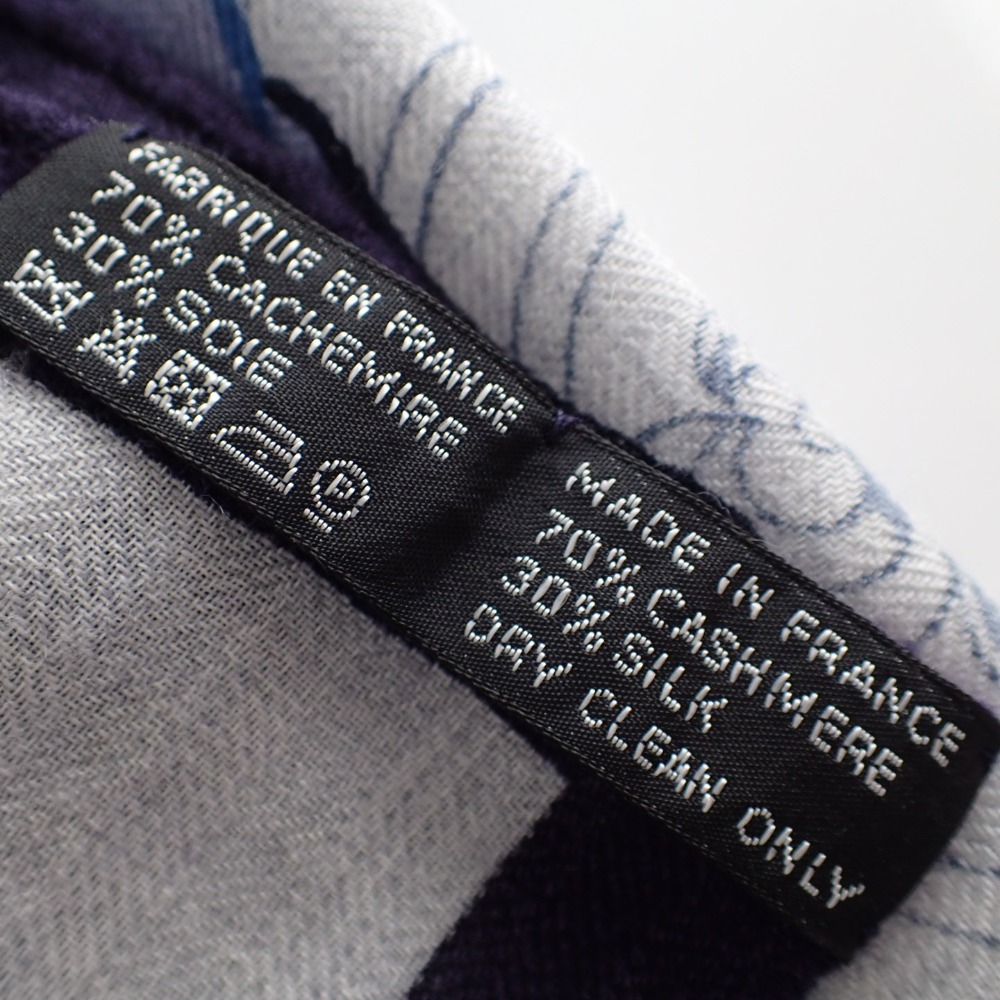 FABRIQUE EN FRANCE
70% CACHEMIRE
30% SOIE
P
MADE IN FRANCE
70% CASHMERE
30% SILK
DRY CLEAN ONLY